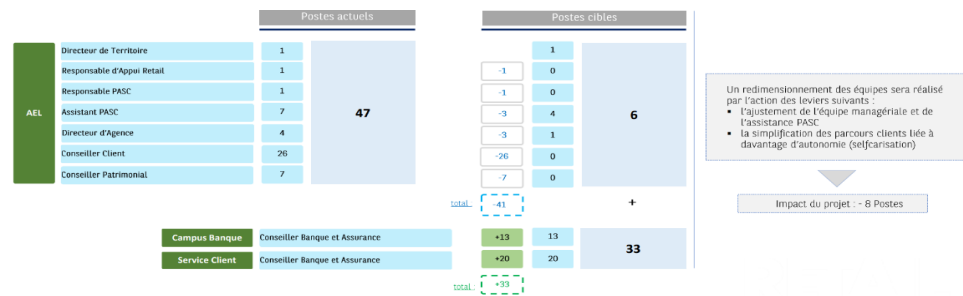 Postes actuels Postes cibles
AEL
Directeur de Territoire 1 1
Responsable d'Appui Retail 1 -1 0
Responsable PASC 1 -1 0
Assistant PASC 7 -3 4
Directeur d'Agence 4 -3 1
Conseiller Client 26 -26 0
Conseiller Patrimonial 7 -7 0
47
6
total : -41
+
Campus Banque Conseiller Banque et Assurance +13 13
Service Client Conseiller Banque et Assurance +20 20
33
total : +33
Un redimensionnement des équipes sera réalisé
par l'action des leviers suivants :
▪ l'ajustement de l'équipe managériale et de
l'assistance PASC
▪ la simplification des parcours clients liée à
davantage d'autonomie (selfcarisation)
Impact du projet : - 8 Postes